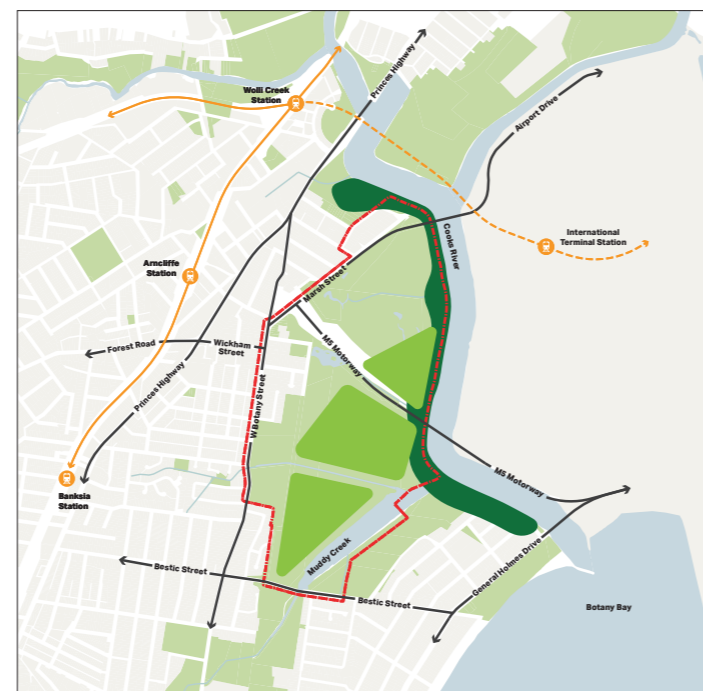 Princes Highway
Wolli Creek
Station
Airport Drive
Cooks River
International
Terminal Station
Arncliffe
Station
Marsh Street
Forest Road
Wickham
Street
M5 Motorway
Princes Highway
W Botany Street
M5 Motorway
Banksia
Station
Muddy Creek
General Holmes Drive
Bestic Street
Bestic Street
Botany Bay